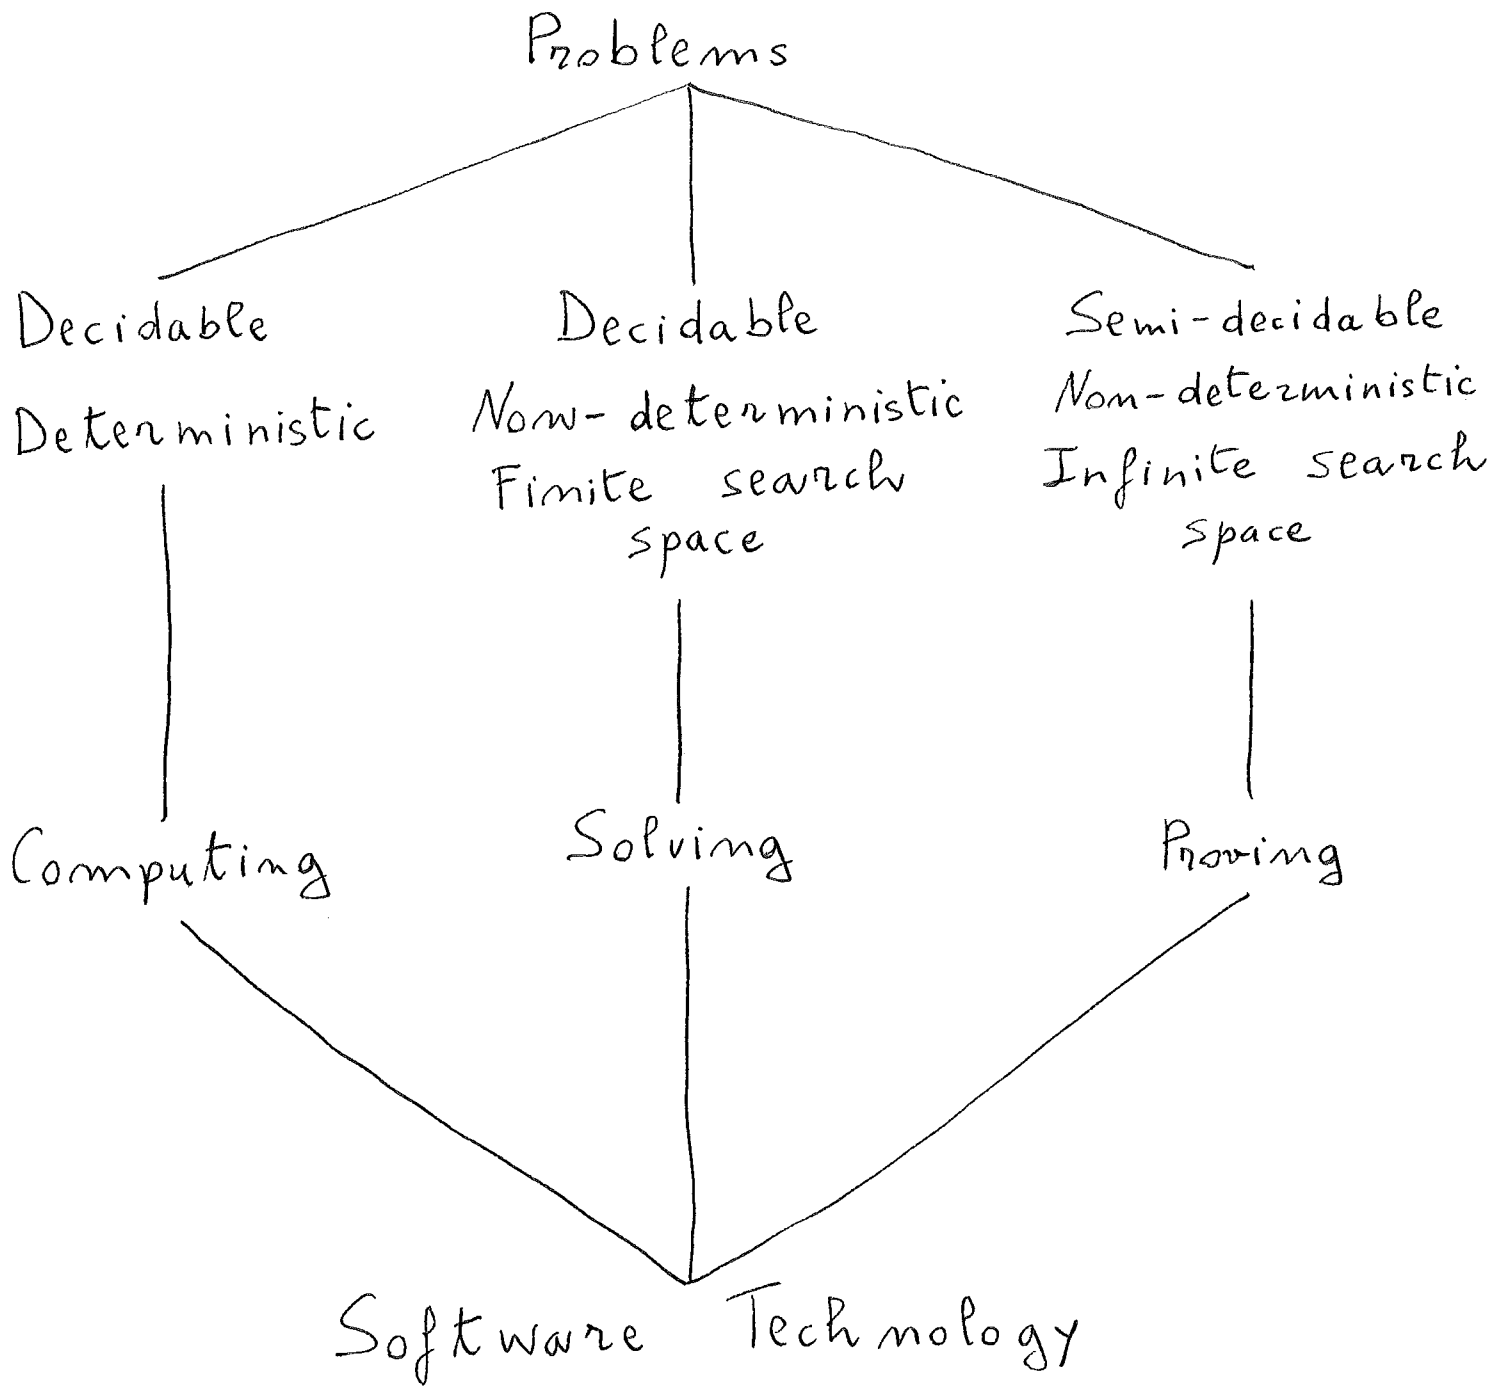 Problems
Decidable
Deterministic
Decidable
Non-deterministic
Finite search
space
Semi-decidable
Non-deterministic
Infinite search
space
Computing
Solving
Proving
Software Technology